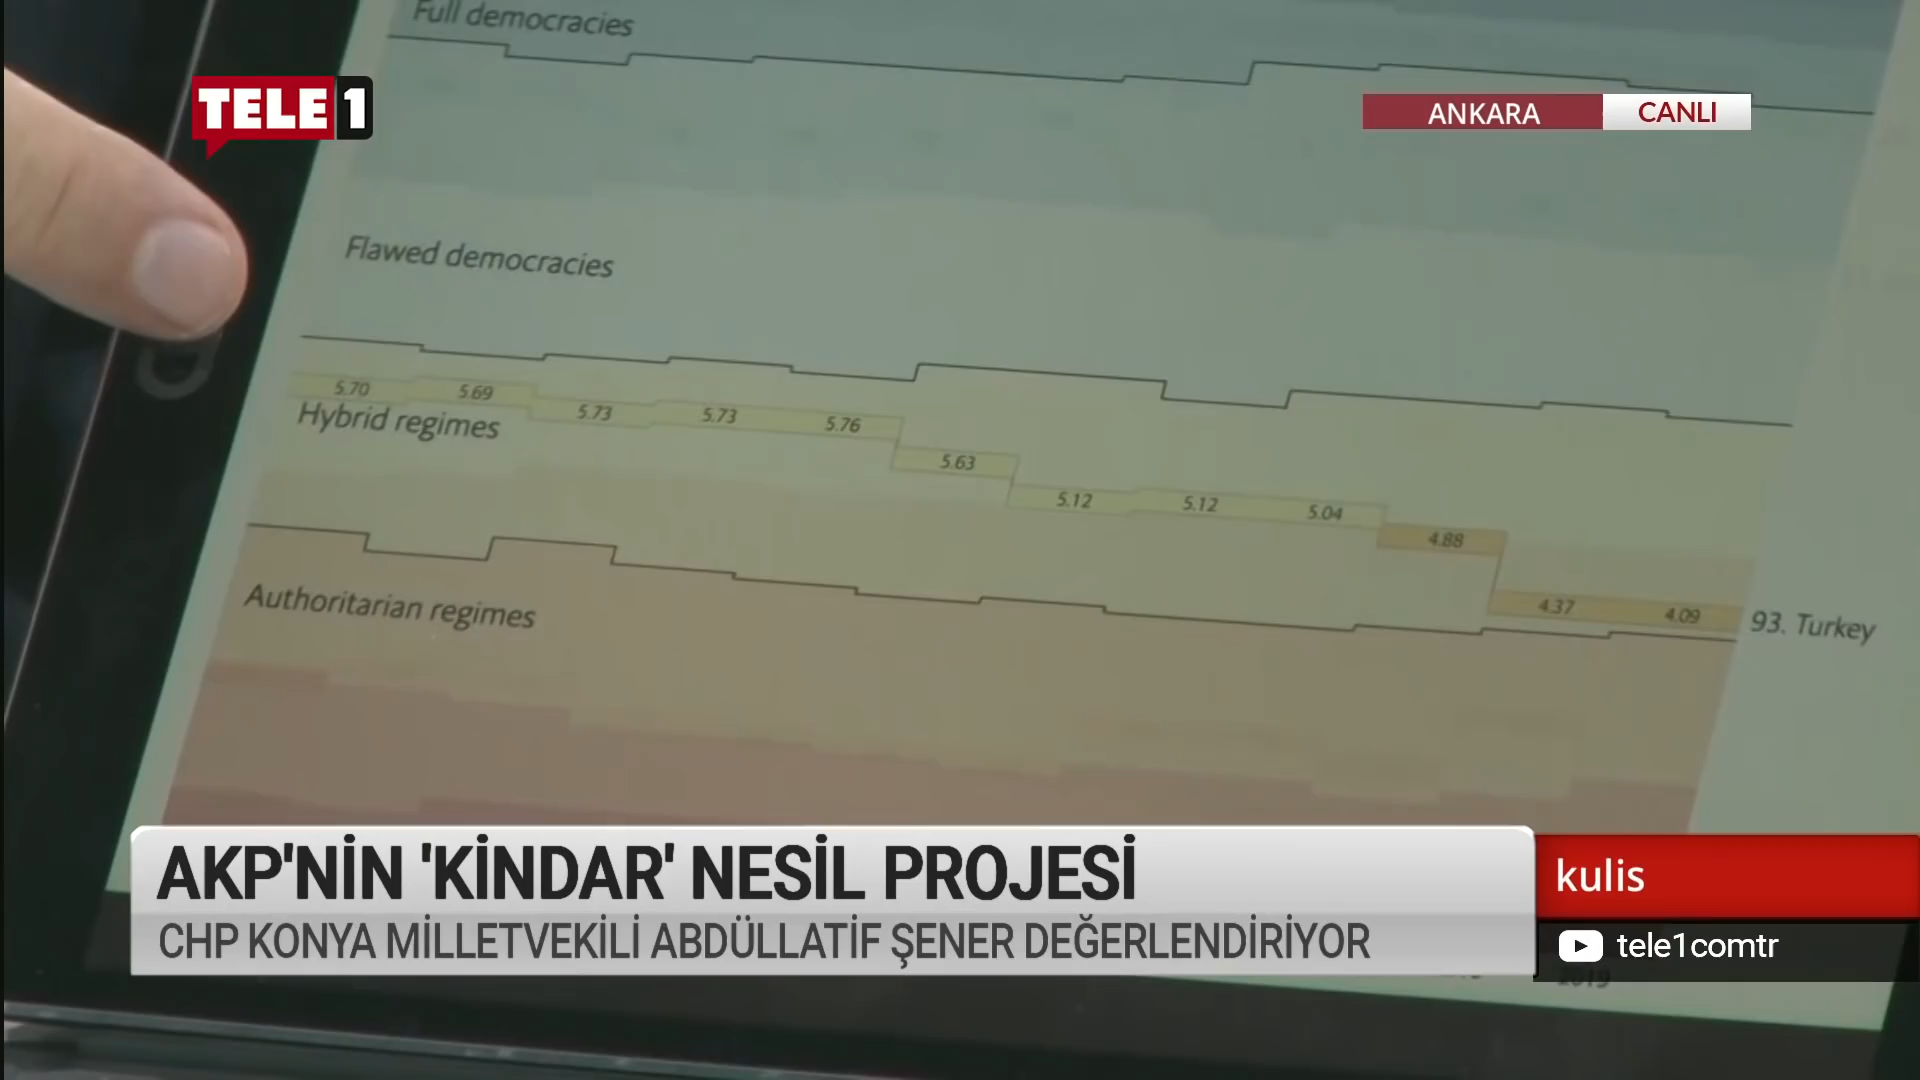 Full democracies
TELE1
ANKARA CANLI
Flawed democracies
5.70 5.69 5.73 5.73 5.76 5.63 5.12 5.12 5.04 4.88 4.37 4.09
Hybrid regimes
Authoritarian regimes
93. Turkey
AKP'NİN 'KİNDAR' NESİL PROJESİ
CHP KONYA MİLLETVEKİLİ ABDÜLLATİF ŞENER DEĞERLENDİRİYOR
kulis
tele1comtr
2019